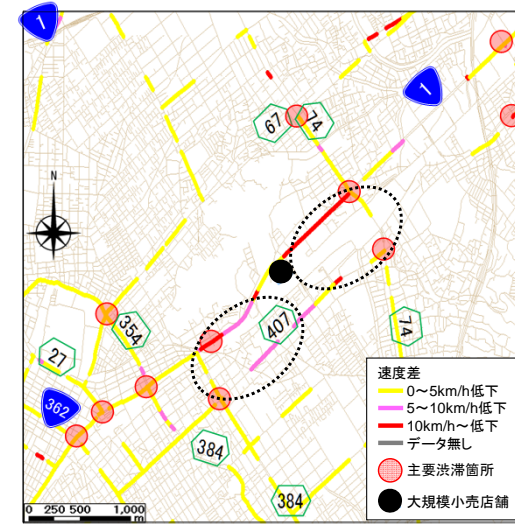 1
1
67
74
N
407
354
74
27
362
384
384
速度差
0～5km/h低下
5～10km/h低下
10km/h～低下
データ無し
主要渋滞箇所
大規模小売店舗
0 250 500 1,000
m